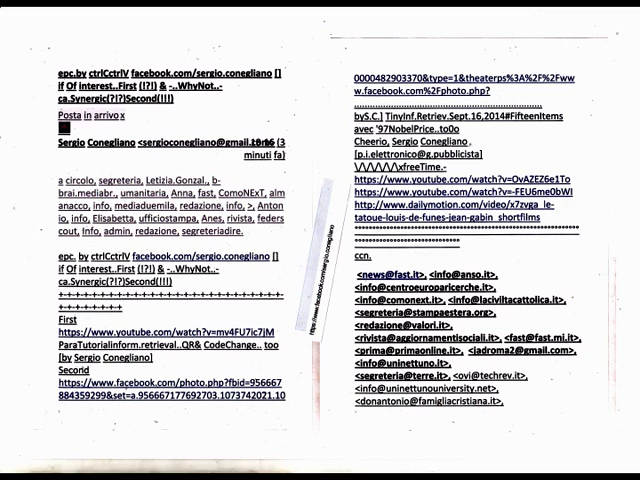 epc.by ctrlCctrlV facebook.com/sergio.conegliano []
if Of interest..First (!?!) & -..WhyNot..-
ca.Synergic(?!?)Second(!!!)
Posta in arrivo x
Sergio Conegliano <sergioconegliano@gmail.com> (3
minuti fa)
a circolo, segreteria, Letizia.Gonzal., b-
brai.mediabr., umanitaria, Anna, fast, ComoNExT, alm
anacco, info, mediaduemila, redazione, info, >, Anton
io, info, Elisabetta, ufficiostampa, Anes, rivista, feders
cout, Info, admin, redazione, segreteriadire.
epc. by ctrlCctrlV facebook.com/sergio.conegliano []
if Of interest..First (!?!) & -..WhyNot..-
ca.Synergic(?!?)Second(!!!)
First
https://www.youtube.com/watch?v=mv4FU7ic7jM
ParaTutorialinform.retrieval..QR& CodeChange.. too
[by Sergio Conegliano]
Second
https://www.facebook.com/photo.php?fbid=956667
884359299&set=a.956667177692703.1073742021.10
https://www.facebook.com/sergio.conegliano
0000482903370&type=1&theaterps%3A%2F%2Fww
w.facebook.com%2Fphoto.php?
byS.C.] TinyInf.Retriev.Sept.16,2014#FifteenItems
avec '97NobelPrice..to0o
Cheerio, Sergio Conegliano
[p.i.elettronico@g.pubblicista]
\/\/\/\/\/xfreeTime.-
https://www.youtube.com/watch?v=OvAZEZ6e1To
https://www.youtube.com/watch?v=-FEU6me0bWI
http://www.dailymotion.com/video/x7zvga_le-
tatoue-louis-de-funes-jean-gabin_shortfilms
ccn.
<news@fast.it>, <info@anso.it>,
<info@centroeuroparicerche.it>,
<info@comonext.it>, <info@laciviltacattolica.it>,
<segreteria@stampaestera.org>,
<redazione@valori.it>,
<rivista@aggiornamentisociali.it>, <fast@fast.mi.it>,
<prima@primaonline.it>, <iadroma2@gmail.com>,
<info@uninettuno.it>,
<segreteria@terre.it>, <ovi@techrev.it>,
<info@uninettunouniversity.net>,
<donantonio@famigliacristiana.it>,